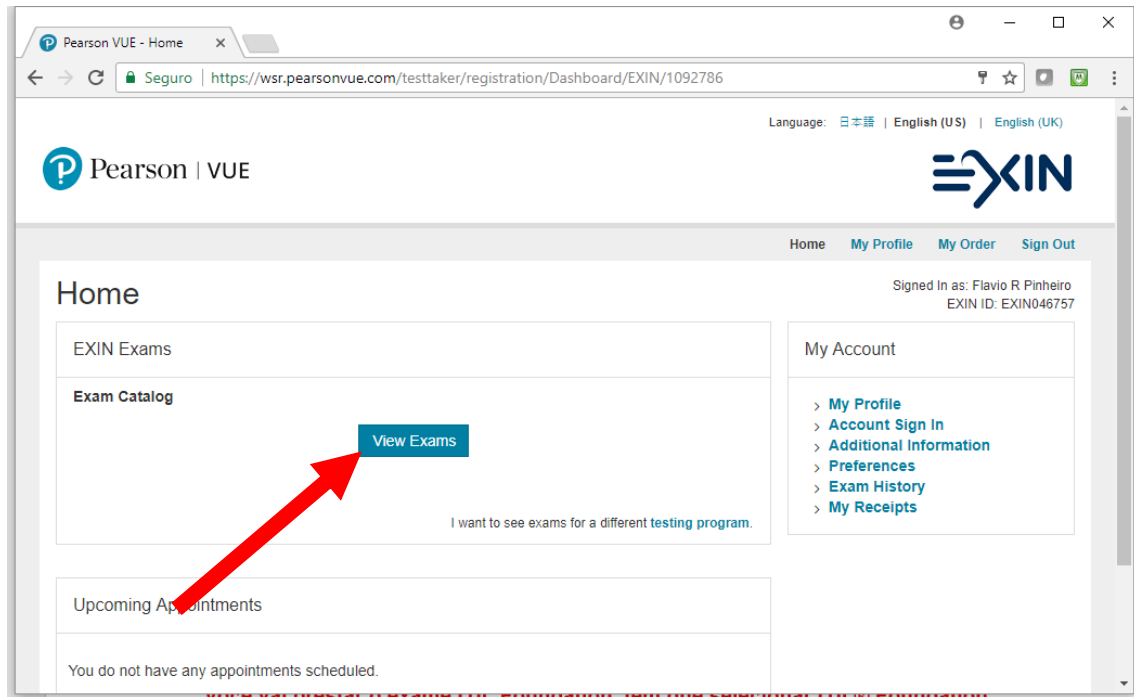 Pearson VUE - Home
Seguro | https://wsr.pearsonvue.com/testtaker/registration/Dashboard/EXIN/1092786
Language: 日本語 | English (US) | English (UK)
Pearson | VUE
EXIN
Home My Profile My Order Sign Out
Home
Signed In as: Flavio R Pinheiro
EXIN ID: EXIN046757
EXIN Exams
Exam Catalog
View Exams
I want to see exams for a different testing program.
My Account
> My Profile
> Account Sign In
> Additional Information
> Preferences
> Exam History
> My Receipts
Upcoming Appointments
You do not have any appointments scheduled.